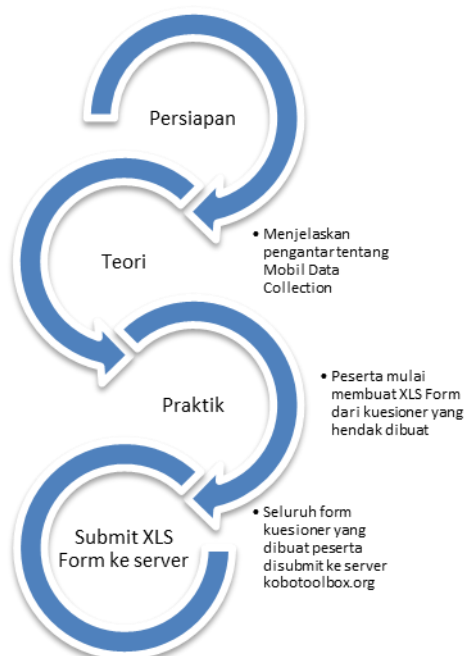 Persiapan
Teori
• Menjelaskan
pengantar tentang
Mobil Data
Collection
Praktik
• Peserta mulai
membuat XLS Form
dari kuesioner yang
hendak dibuat
Submit XLS
Form ke server
• Seluruh form
kuesioner yang
dibuat peserta
disubmit ke server
kobotoolbox.org